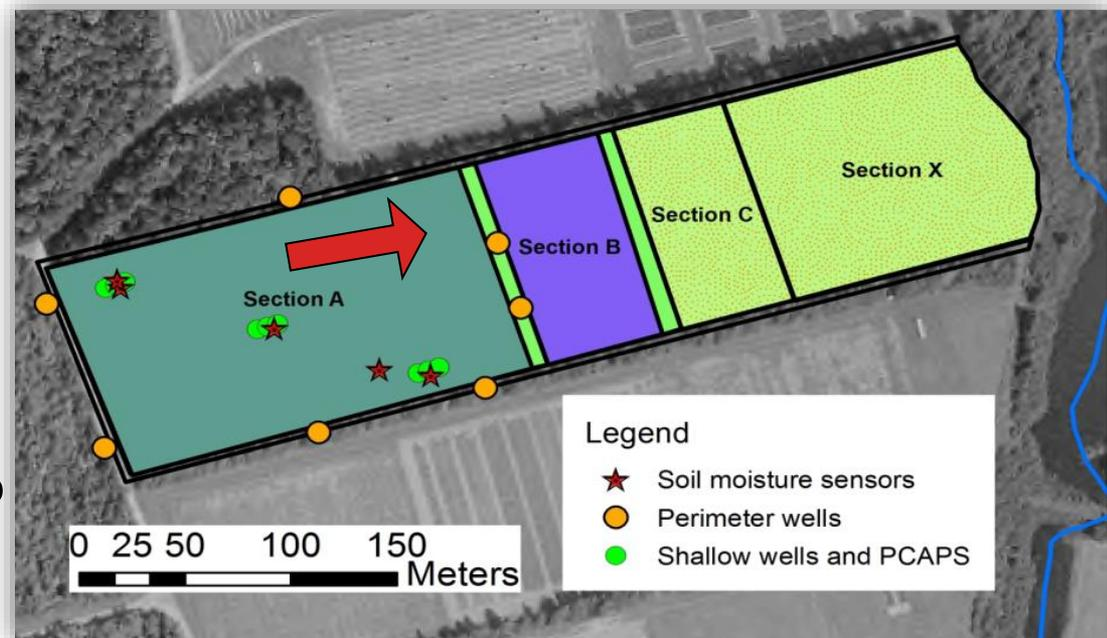 Section X
Section C
Section B
Section A
Legend
Soil moisture sensors
Perimeter wells
Shallow wells and PCAPS
0 25 50 100 150
Meters